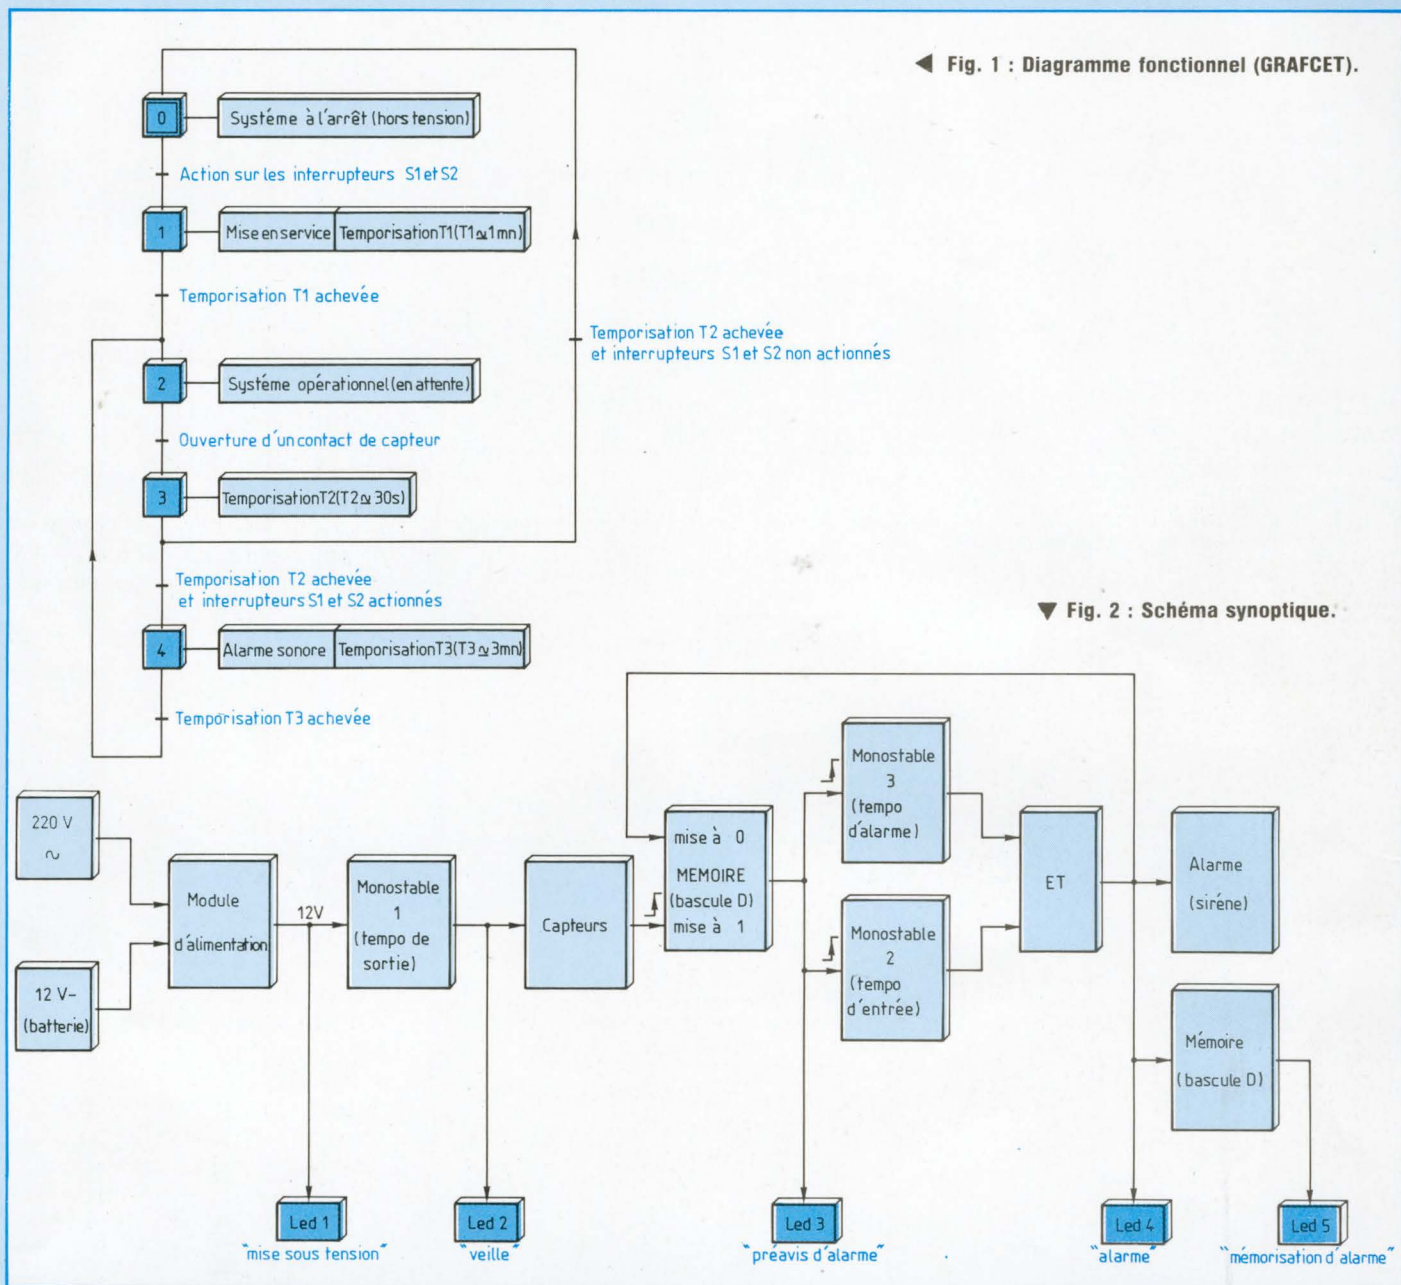 ◀ Fig. 1 : Diagramme fonctionnel (GRAFCET).
0
Systéme à l'arrêt (hors tension)
Action sur les interrupteurs S1 et S2
1
Mise en service
Temporisation T1 (T1 ≃ 1 mn)
Temporisation T1 achevée
Temporisation T2 achevée
et interrupteurs S1 et S2 non actionnés
2
Systéme opérationnel (en attente)
Ouverture d'un contact de capteur
3
Temporisation T2 (T2 ≃ 30s)
Temporisation T2 achevée
et interrupteurs S1 et S2 actionnés
4
Alarme sonore
Temporisation T3 (T3 ≃ 3mn)
Temporisation T3 achevée
▼ Fig. 2 : Schéma synoptique.
220 V
~
12 V-
(batterie)
Module
d'alimentation
12V
Monostable
1
(tempo de
sortie)
Capteurs
mise à 0
MEMOIRE
(bascule D)
mise à 1
Monostable
3
(tempo
d'alarme)
Monostable
2
(tempo
d'entrée)
ET
Alarme
(siréne)
Mémoire
(bascule D)
Led 1
"mise sous tension"
Led 2
"veille"
Led 3
"préavis d'alarme"
Led 4
"alarme"
Led 5
"mémorisation d'alarme"